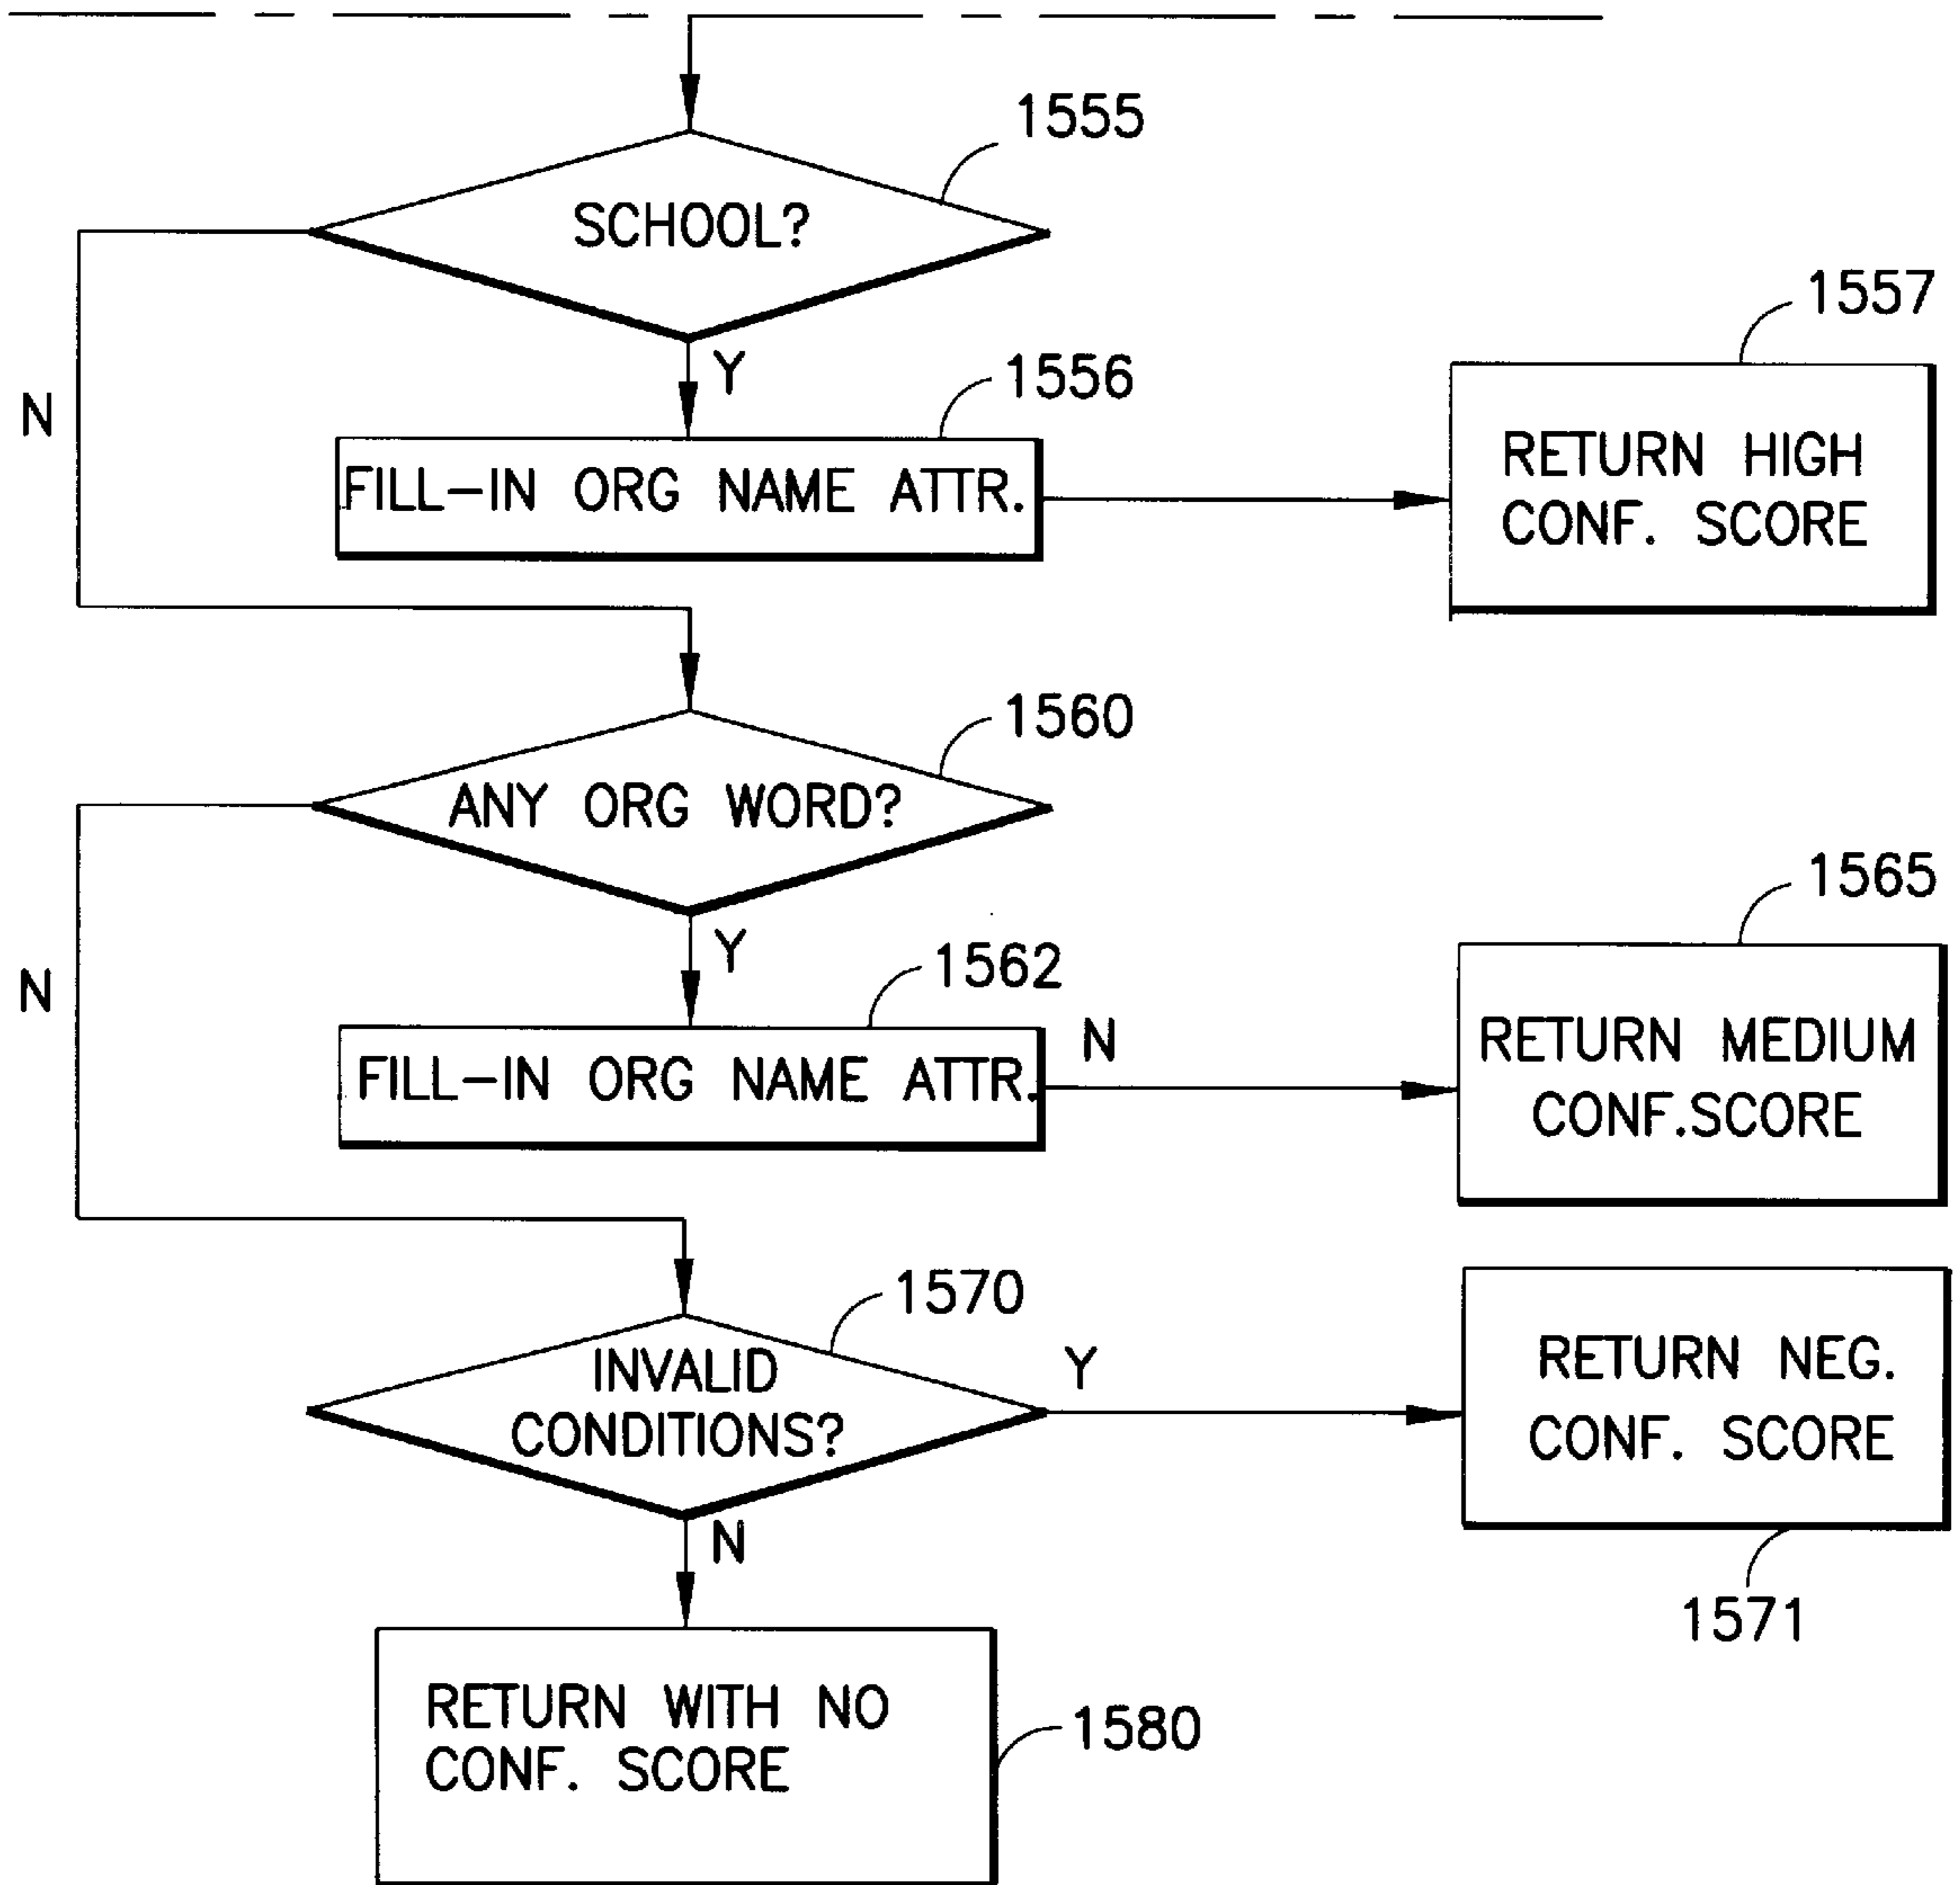 1555
SCHOOL?
1557
Y
1556
N
RETURN HIGH
CONF. SCORE
FILL-IN ORG NAME ATTR.
1560
ANY ORG WORD?
1565
Y
1562
N
RETURN MEDIUM
CONF.SCORE
FILL-IN ORG NAME ATTR.
N
1570
INVALID
CONDITIONS?
Y
RETURN NEG.
CONF. SCORE
N
1571
RETURN WITH NO
CONF. SCORE
1580